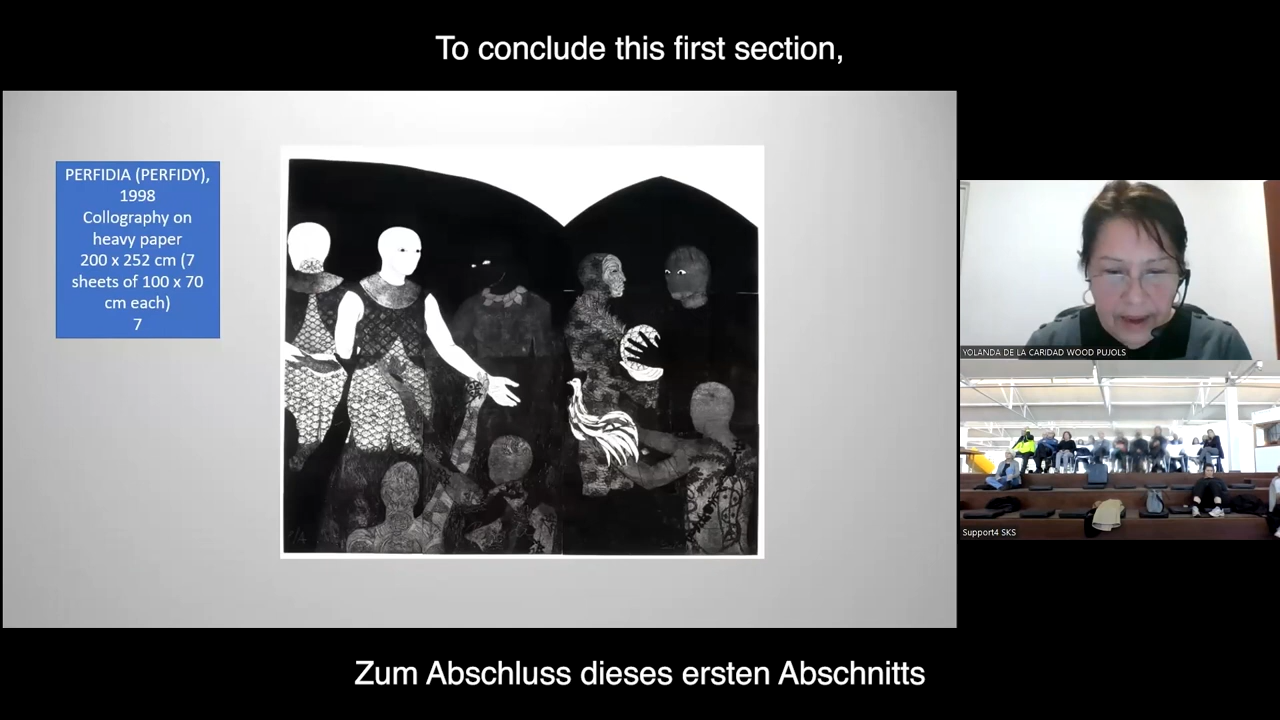 To conclude this first section,
PERFIDIA (PERFIDY),
1998
Collography on
heavy paper
200 x 252 cm (7
sheets of 100 x 70
cm each)
7
YOLANDA DE LA CARIDAD WOOD PUJOLS
Support4 SKS
Zum Abschluss dieses ersten Abschnitts